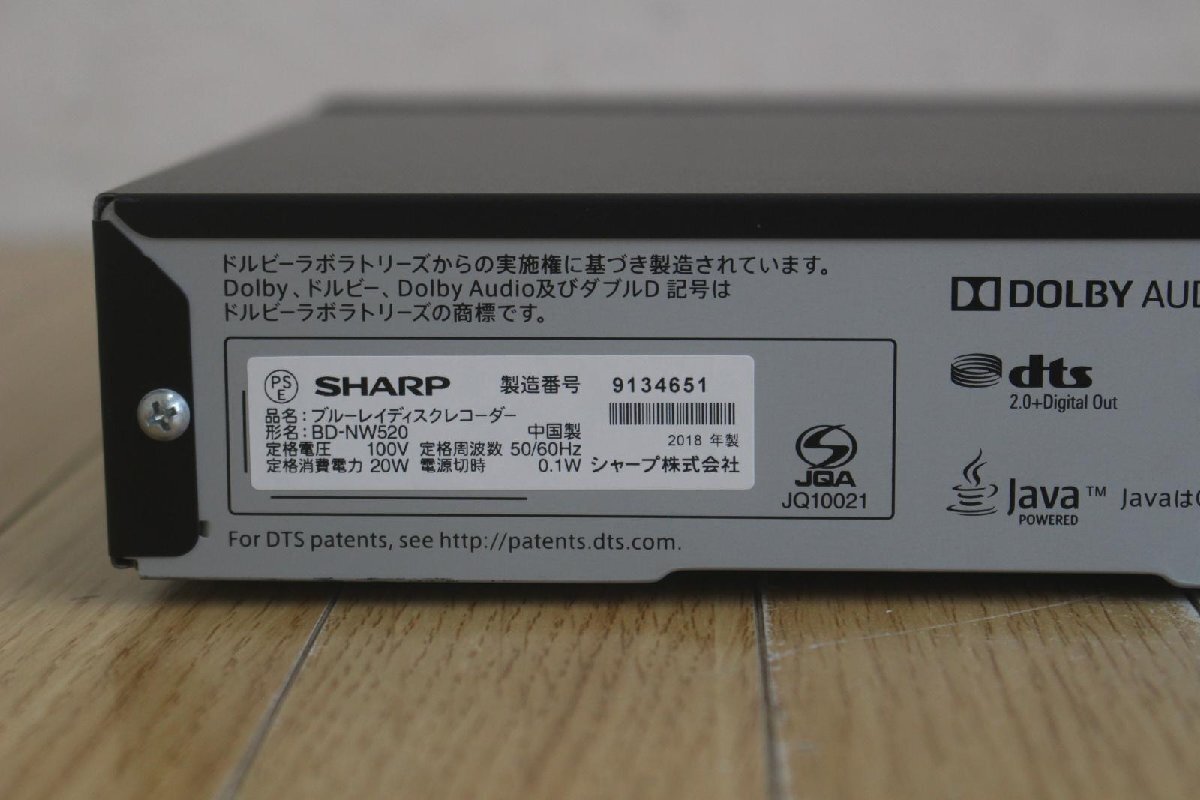 ドルビーラボラトリーズからの実施権に基づき製造されています。
Dolby、ドルビー、Dolby Audio及びダブルD 記号は
ドルビーラボラトリーズの商標です。
DOLBY AUD
PS E SHARP 製造番号 9134651
品名:ブルーレイディスクレコーダー
形名:BD-NW520 中国製 2018 年製
定格電圧 100V 定格周波数 50/60Hz
定格消費電力 20W 電源切時 0.1W シャープ株式会社
JQA
JQ10021
dts
2.0+Digital Out
Java™ Javaは
POWERED
For DTS patents, see http://patents.dts.com.